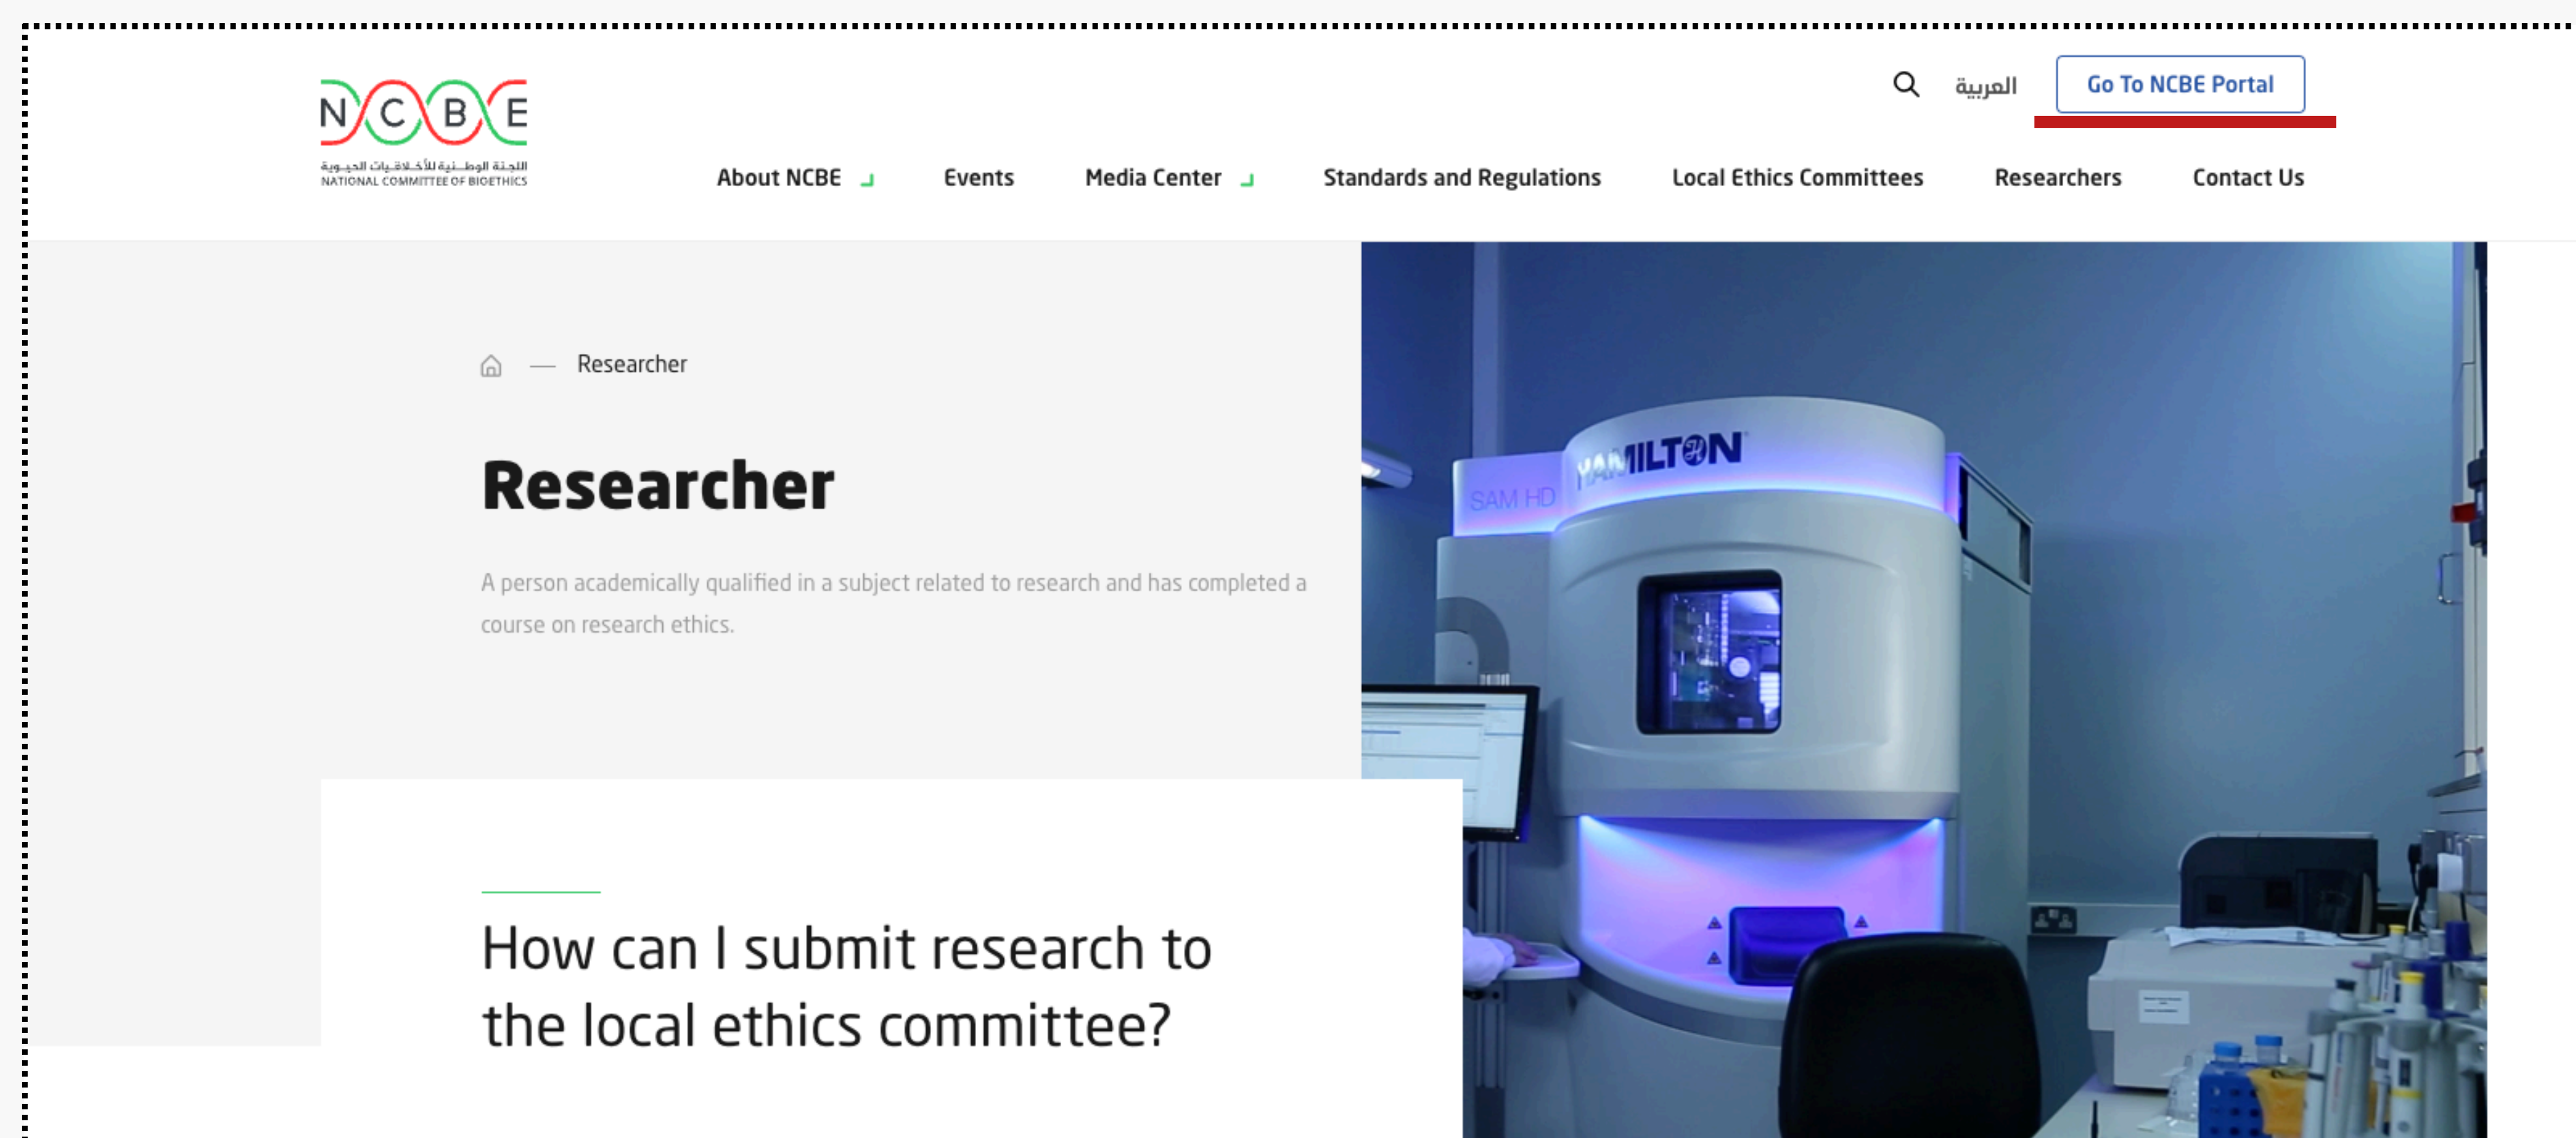 N C B E
اللجنة الوطنية للأخلاقيات الحيوية
NATIONAL COMMITTEE OF BIOETHICS
العربية
Go To NCBE Portal
About NCBE
Events
Media Center
Standards and Regulations
Local Ethics Committees
Researchers
Contact Us
Researcher
Researcher
A person academically qualified in a subject related to research and has completed a
course on research ethics.
HAMILTON
SAM HD
How can I submit research to
the local ethics committee?